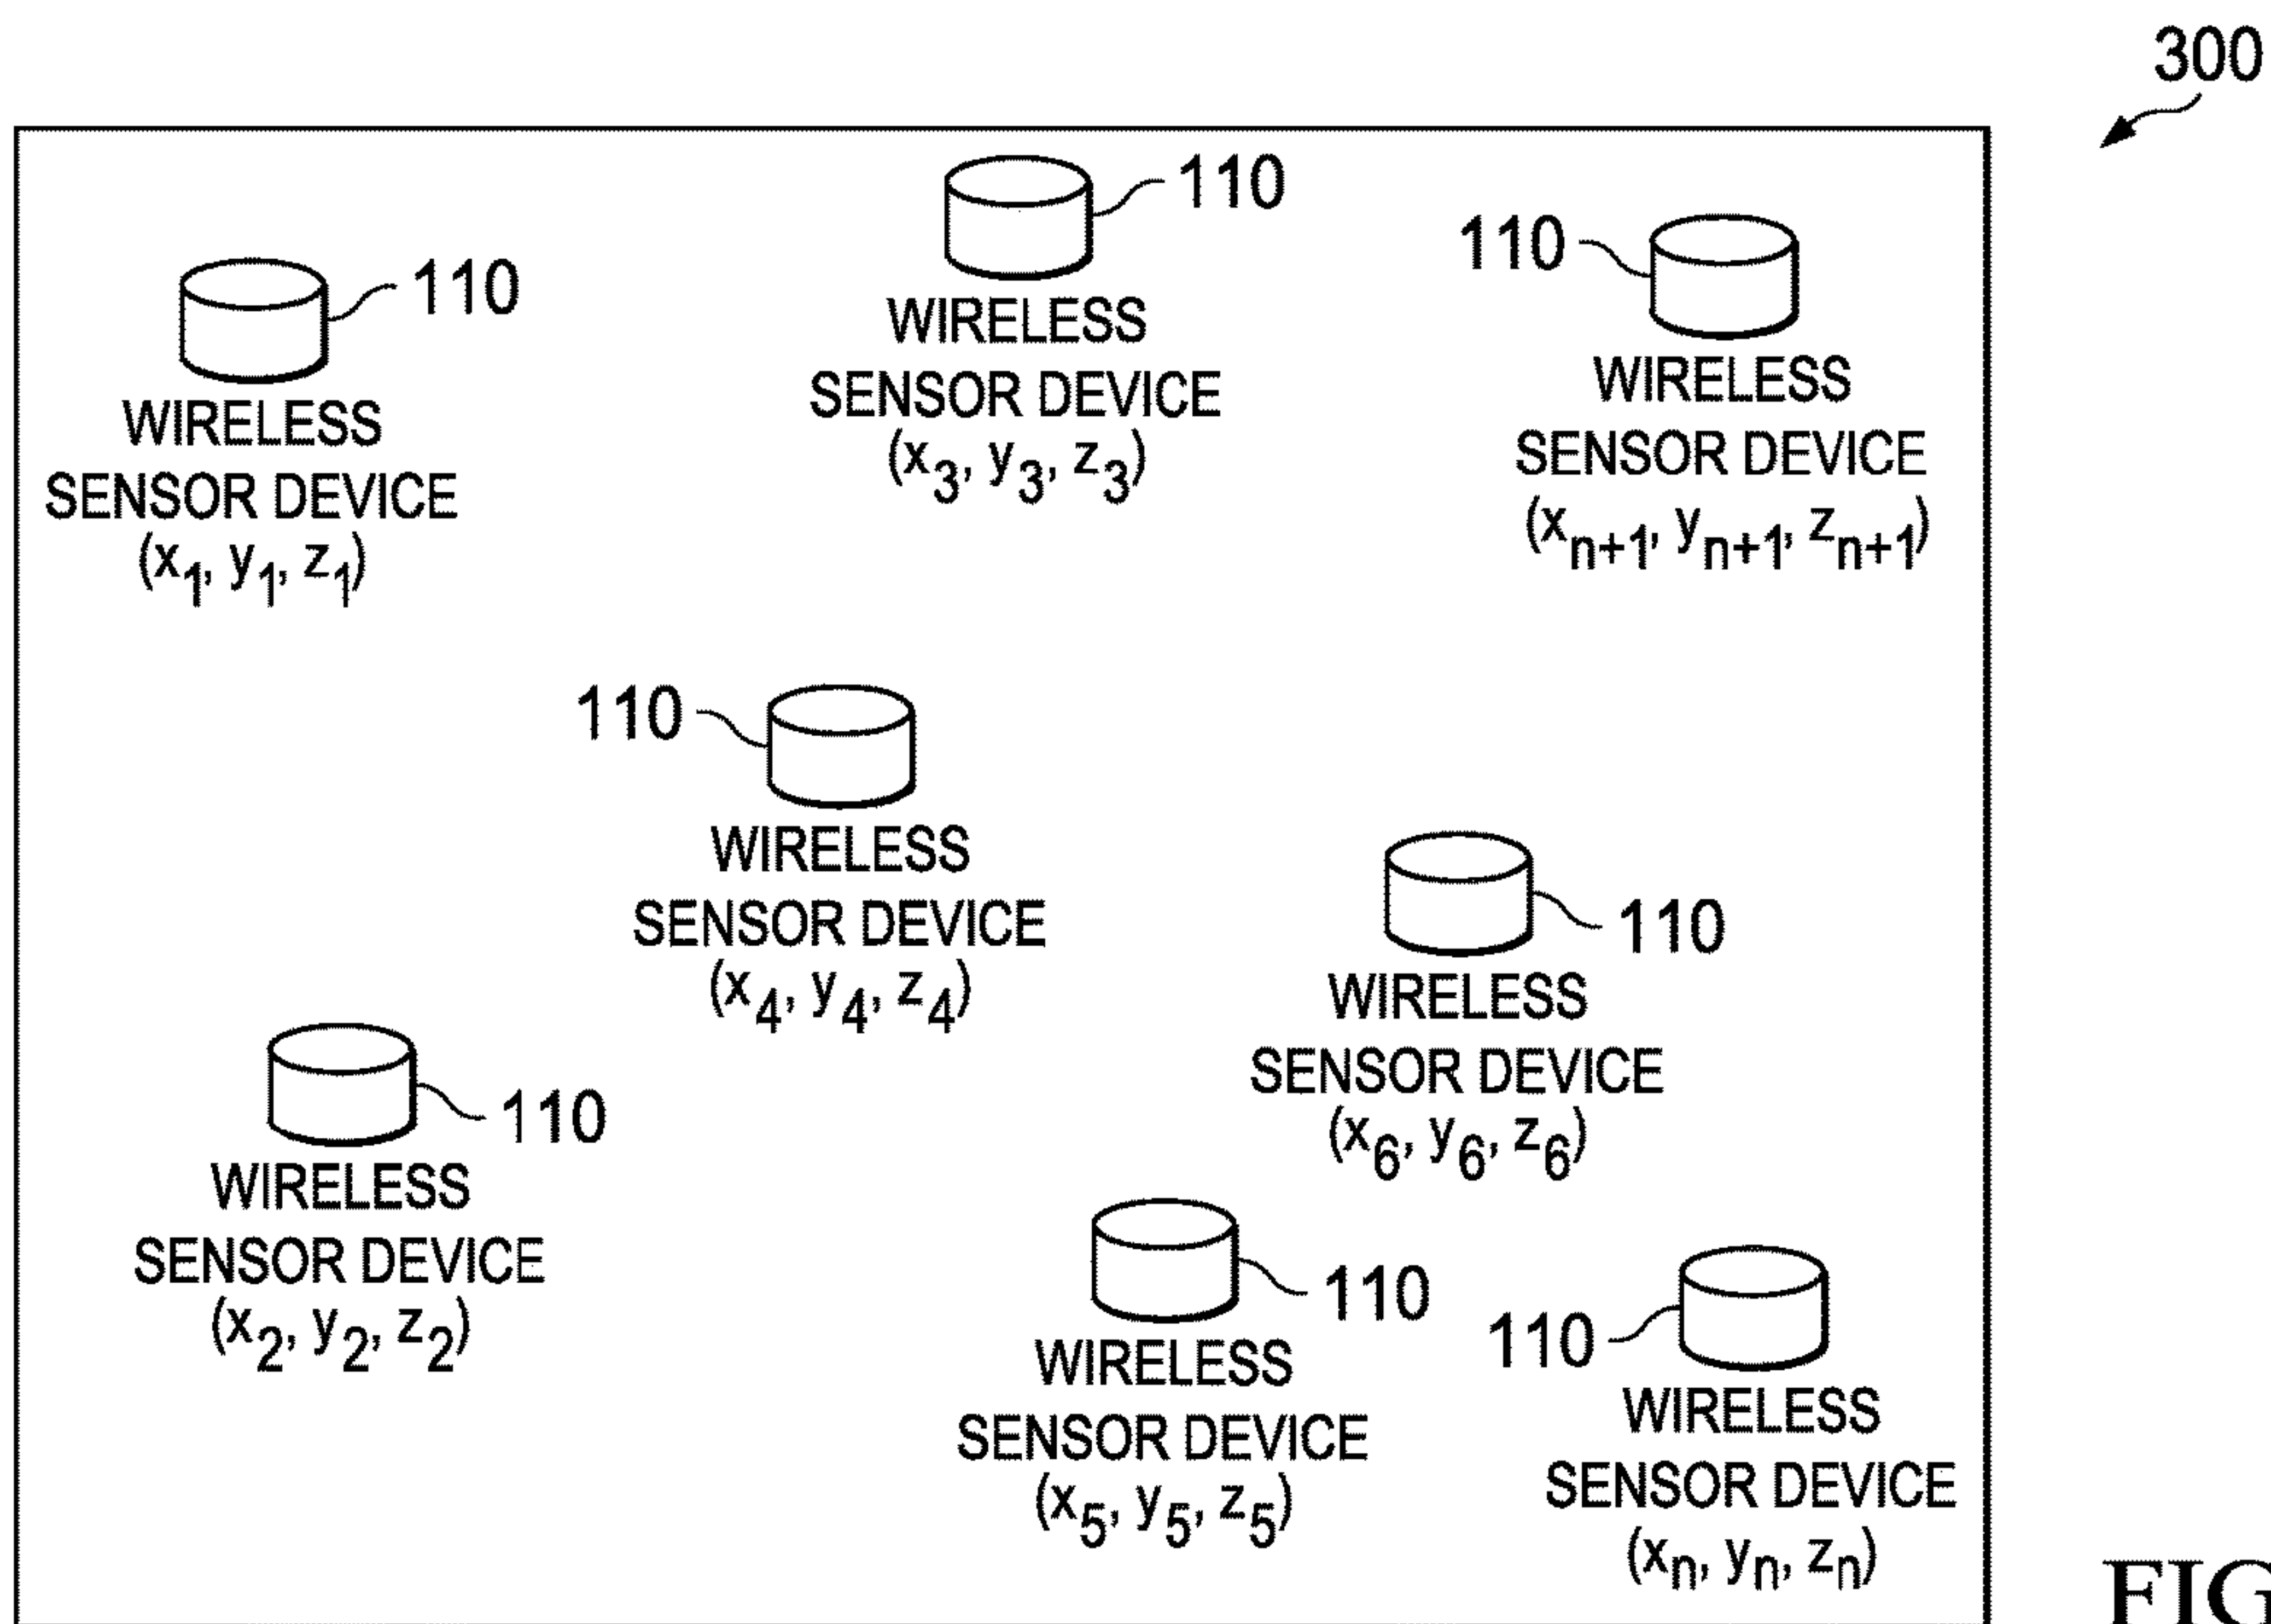 300
110
WIRELESS
SENSOR DEVICE
(x₃, y₃, z₃)
110
WIRELESS
SENSOR DEVICE
(xₙ₊₁, yₙ₊₁, zₙ₊₁)
110
WIRELESS
SENSOR DEVICE
(x₁, y₁, z₁)
110
WIRELESS
SENSOR DEVICE
(x₄, y₄, z₄)
110
WIRELESS
SENSOR DEVICE
(x₆, y₆, z₆)
110
WIRELESS
SENSOR DEVICE
(x₂, y₂, z₂)
110
WIRELESS
SENSOR DEVICE
(x₅, y₅, z₅)
110
WIRELESS
SENSOR DEVICE
(xₙ, yₙ, zₙ)
FIG